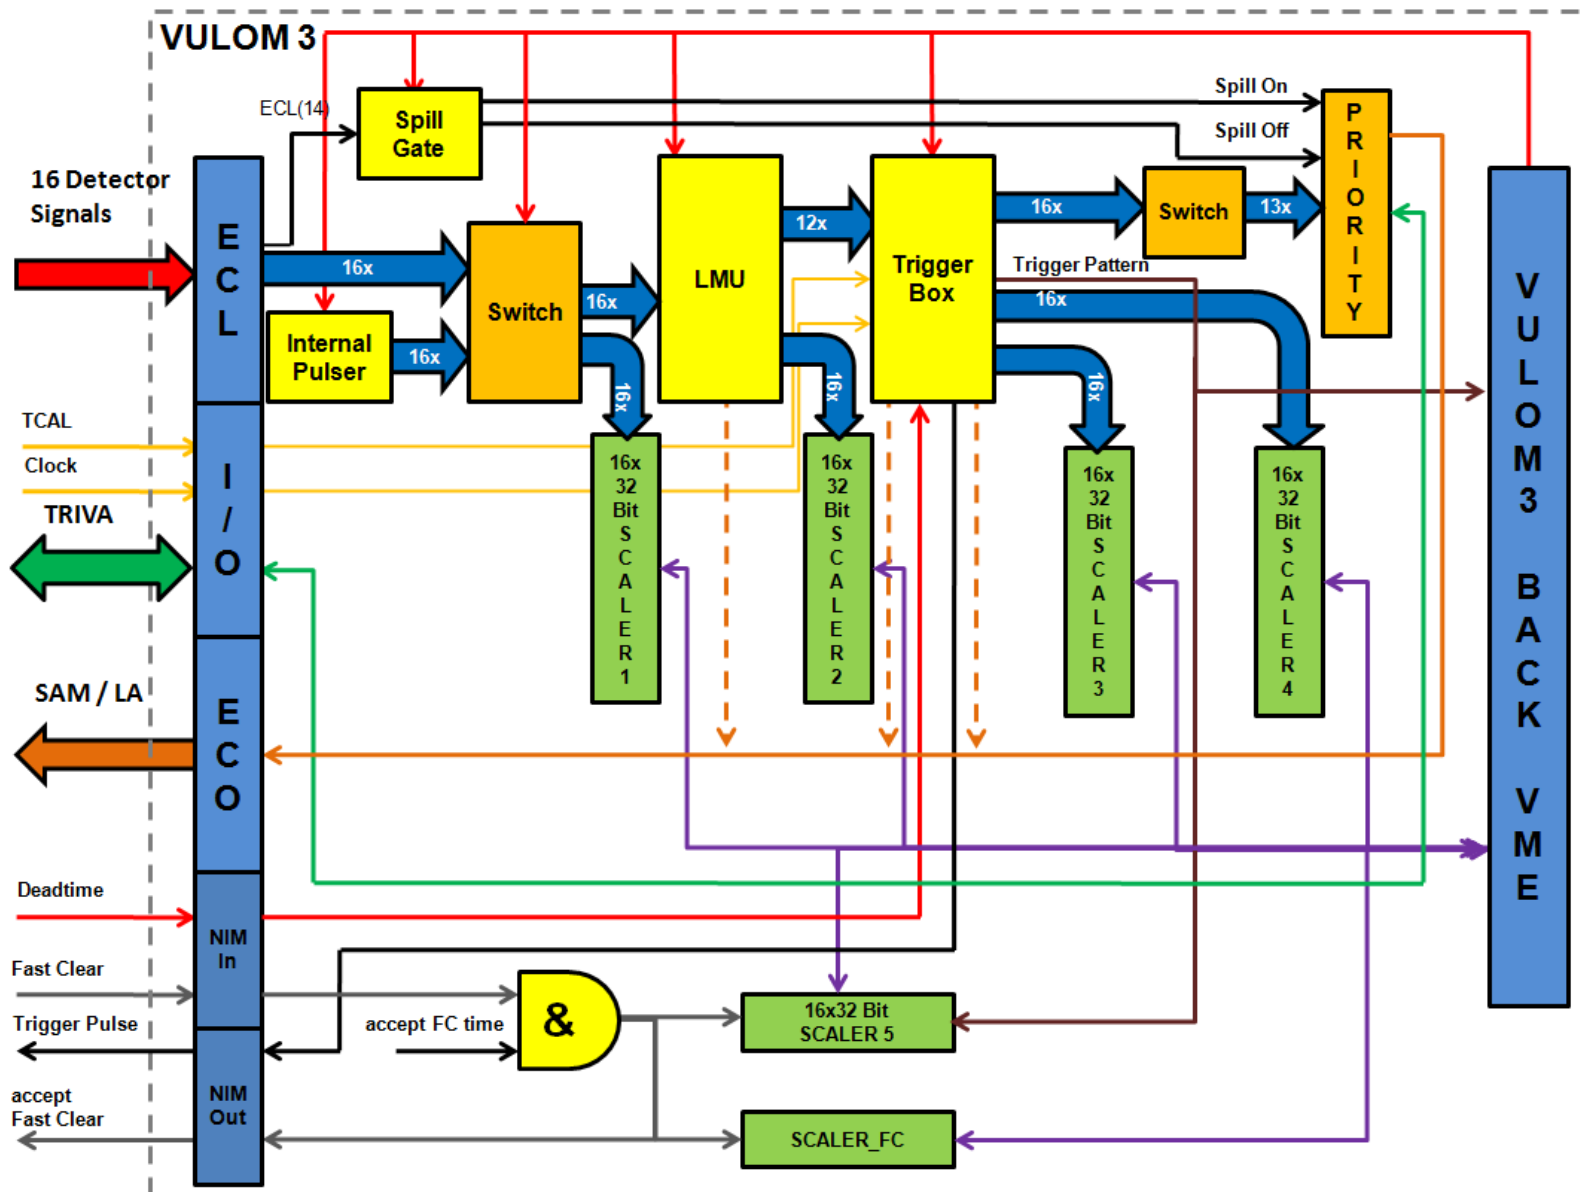 VULOM 3
ECL(14)
Spill
Gate
Spill On
Spill Off
P
R
I
O
R
I
T
Y
16 Detector
Signals
E
C
L
16x
Internal
Pulser
16x
Switch
16x
16x
LMU
12x
16x
Trigger
Box
16x
Switch
13x
Trigger Pattern
16x
16x
V
U
L
O
M
3
B
A
C
K
V
M
E
TCAL
Clock
TRIVA
I
/
O
16x
32
Bit
S
C
A
L
E
R
1
16x
32
Bit
S
C
A
L
E
R
2
16x
32
Bit
S
C
A
L
E
R
3
16x
32
Bit
S
C
A
L
E
R
4
SAM / LA
E
C
O
Deadtime
NIM
In
Fast Clear
Trigger Pulse
accept FC time
&
16x32 Bit
SCALER 5
accept
Fast Clear
NIM
Out
SCALER_FC